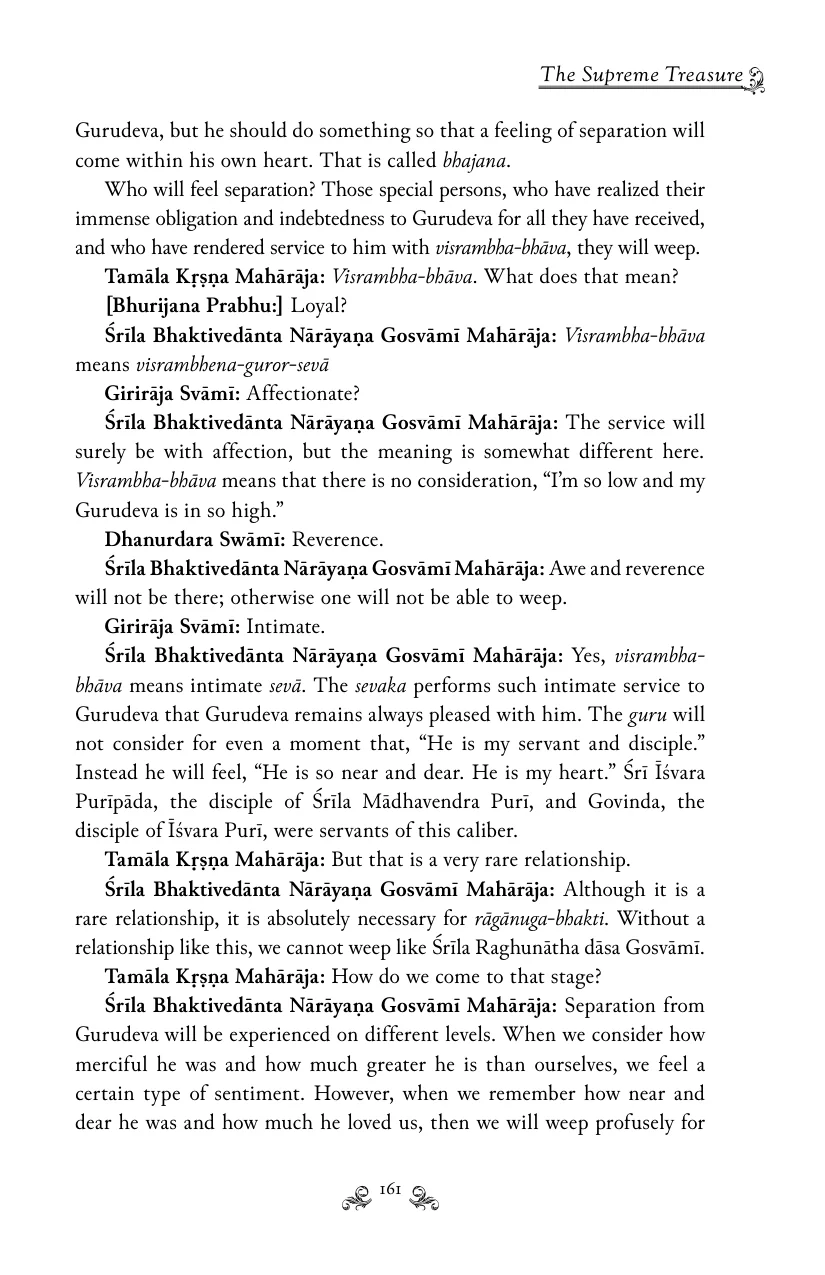 The Supreme Treasure
Gurudeva, but he should do something so that a feeling of separation will
come within his own heart. That is called bhajana.
Who will feel separation? Those special persons, who have realized their
immense obligation and indebtedness to Gurudeva for all they have received,
and who have rendered service to him with visrambha-bhāva, they will weep.
Tamāla Kṛṣṇa Mahārāja: Visrambha-bhāva. What does that mean?
[Bhurijana Prabhu:] Loyal?
Śrīla Bhaktivedānta Nārāyaṇa Gosvāmī Mahārāja: Visrambha-bhāva
means visrambhena-guror-sevā
Girirāja Svāmī: Affectionate?
Śrīla Bhaktivedānta Nārāyaṇa Gosvāmī Mahārāja: The service will
surely be with affection, but the meaning is somewhat different here.
Visrambha-bhāva means that there is no consideration, “I’m so low and my
Gurudeva is in so high.”
Dhanurdara Swāmī: Reverence.
Śrīla Bhaktivedānta Nārāyaṇa Gosvāmī Mahārāja: Awe and reverence
will not be there; otherwise one will not be able to weep.
Girirāja Svāmī: Intimate.
Śrīla Bhaktivedānta Nārāyaṇa Gosvāmī Mahārāja: Yes, visrambha-
bhāva means intimate sevā. The sevaka performs such intimate service to
Gurudeva that Gurudeva remains always pleased with him. The guru will
not consider for even a moment that, “He is my servant and disciple.”
Instead he will feel, “He is so near and dear. He is my heart.” Śrī Īśvara
Purīpāda, the disciple of Śrīla Mādhavendra Purī, and Govinda, the
disciple of Īśvara Purī, were servants of this caliber.
Tamāla Kṛṣṇa Mahārāja: But that is a very rare relationship.
Śrīla Bhaktivedānta Nārāyaṇa Gosvāmī Mahārāja: Although it is a
rare relationship, it is absolutely necessary for rāgānuga-bhakti. Without a
relationship like this, we cannot weep like Śrīla Raghunātha dāsa Gosvāmī.
Tamāla Kṛṣṇa Mahārāja: How do we come to that stage?
Śrīla Bhaktivedānta Nārāyaṇa Gosvāmī Mahārāja: Separation from
Gurudeva will be experienced on different levels. When we consider how
merciful he was and how much greater he is than ourselves, we feel a
certain type of sentiment. However, when we remember how near and
dear he was and how much he loved us, then we will weep profusely for
161